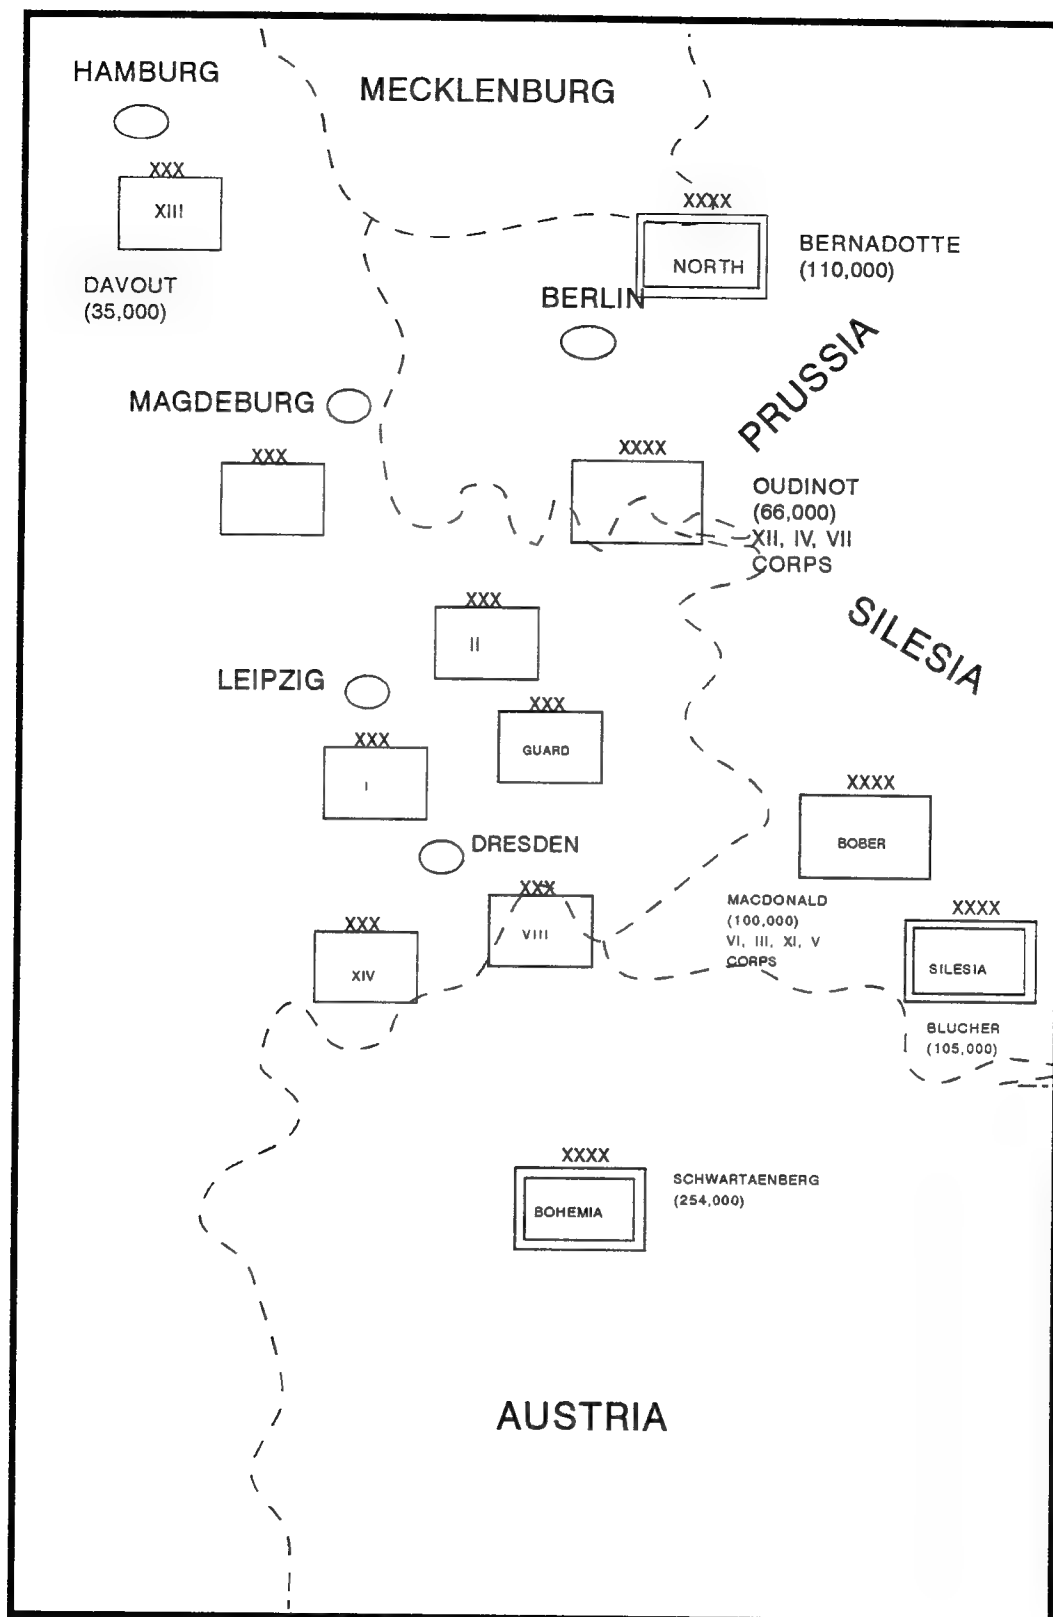 HAMBURG
MECKLENBURG
XXX
XIII
DAVOUT
(35,000)
XXXX
NORTH
BERNADOTTE
(110,000)
BERLIN
PRUSSIA
MAGDEBURG
XXX
XXXX
OUDINOT
(66,000)
XII, IV, VII
CORPS
SILESIA
XXX
II
LEIPZIG
XXX
GUARD
XXX
I
DRESDEN
XXXX
BOBER
XXX
VIII
MACDONALD
(100,000)
VI, III, XI, V
CORPS
XXXX
SILESIA
BLUCHER
(105,000)
XXX
XIV
XXXX
BOHEMIA
SCHWARTAENBERG
(254,000)
AUSTRIA